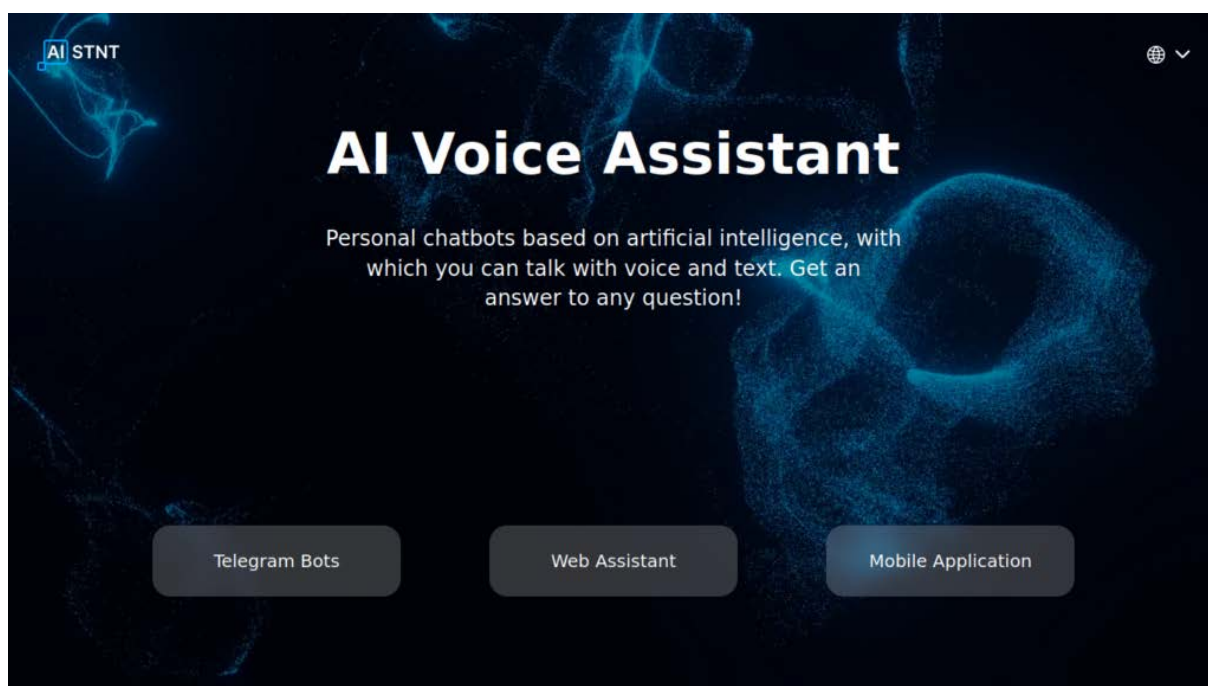 AI STNT
AI Voice Assistant
Personal chatbots based on artificial intelligence, with
which you can talk with voice and text. Get an
answer to any question!
Telegram Bots
Web Assistant
Mobile Application